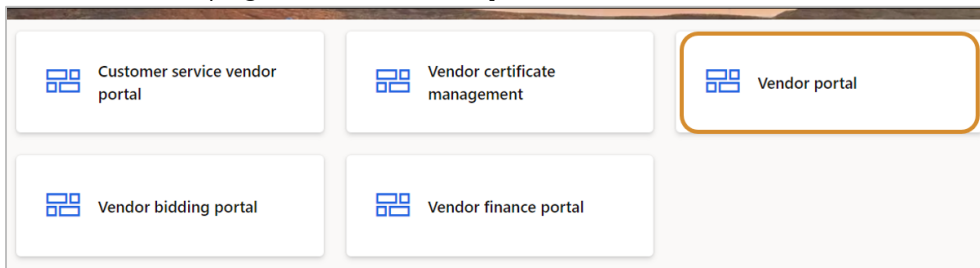 Customer service vendor
portal
Vendor certificate
management
Vendor portal
Vendor bidding portal
Vendor finance portal